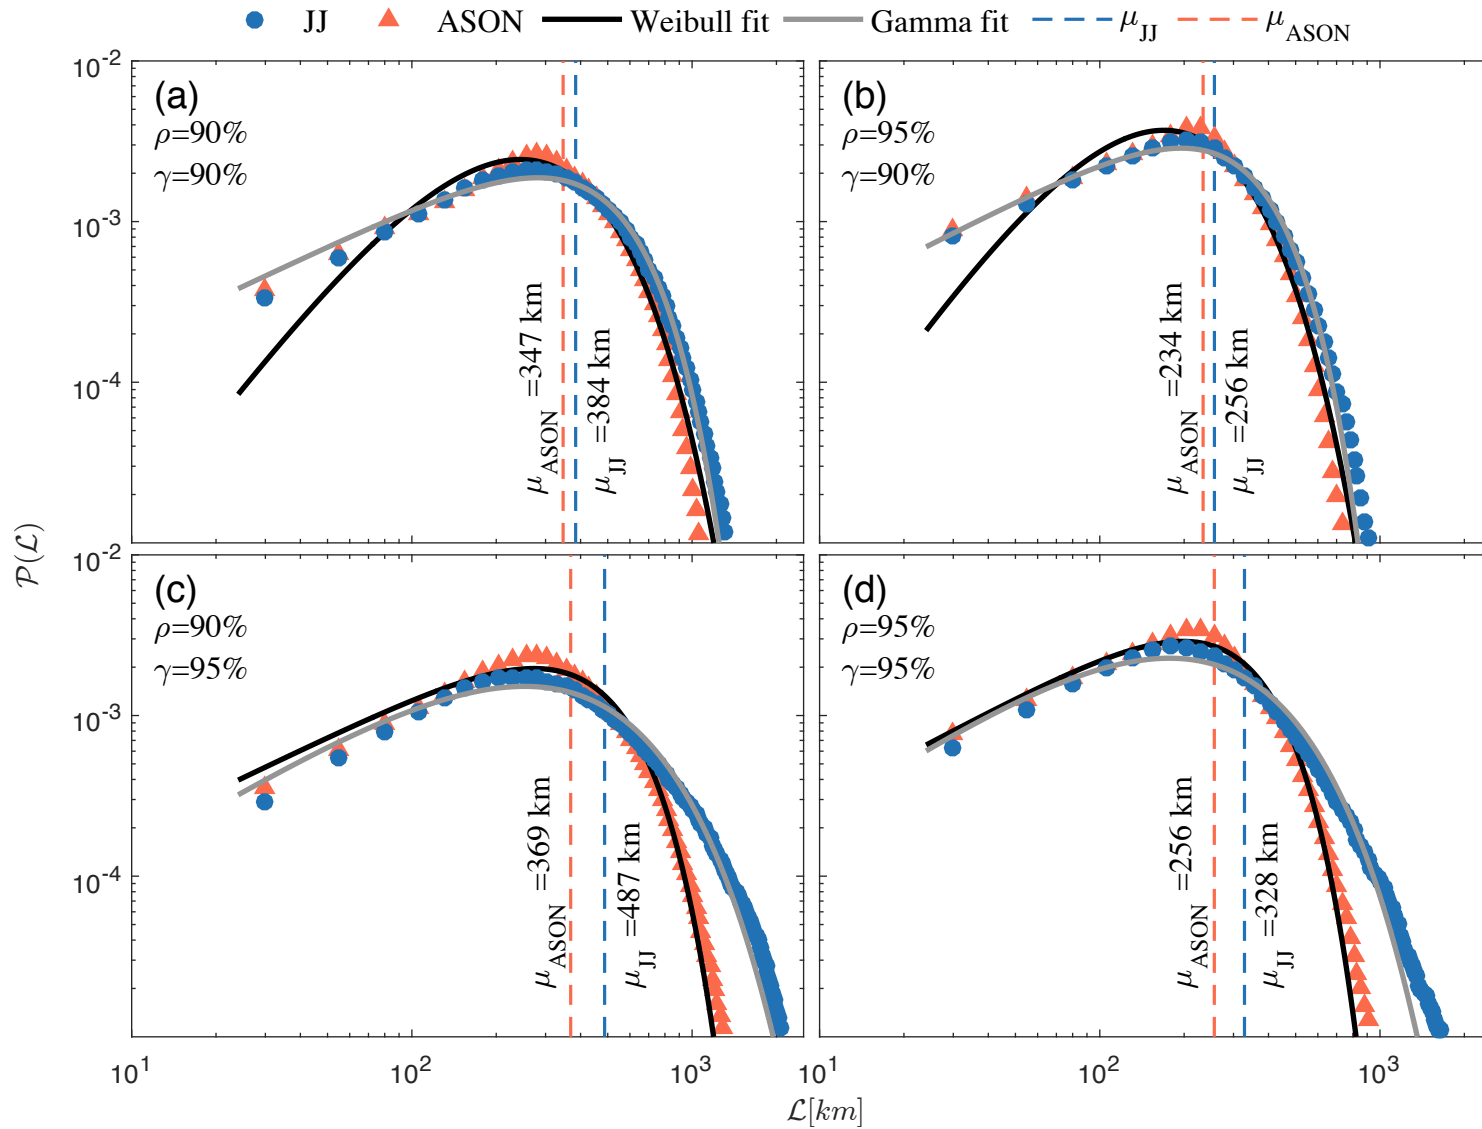 JJ ASON Weibull fit Gamma fit μJJ μASON
10-2
(a)
ρ=90%
γ=90%
10-3
10-4
μASON=347 km
μJJ=384 km
(b)
ρ=95%
γ=90%
μASON=234 km
μJJ=256 km
P(L)
10-2
(c)
ρ=90%
γ=95%
10-3
10-4
μASON=369 km
μJJ=487 km
(d)
ρ=95%
γ=95%
μASON=256 km
μJJ=328 km
101 102 103 102 103
L[km]